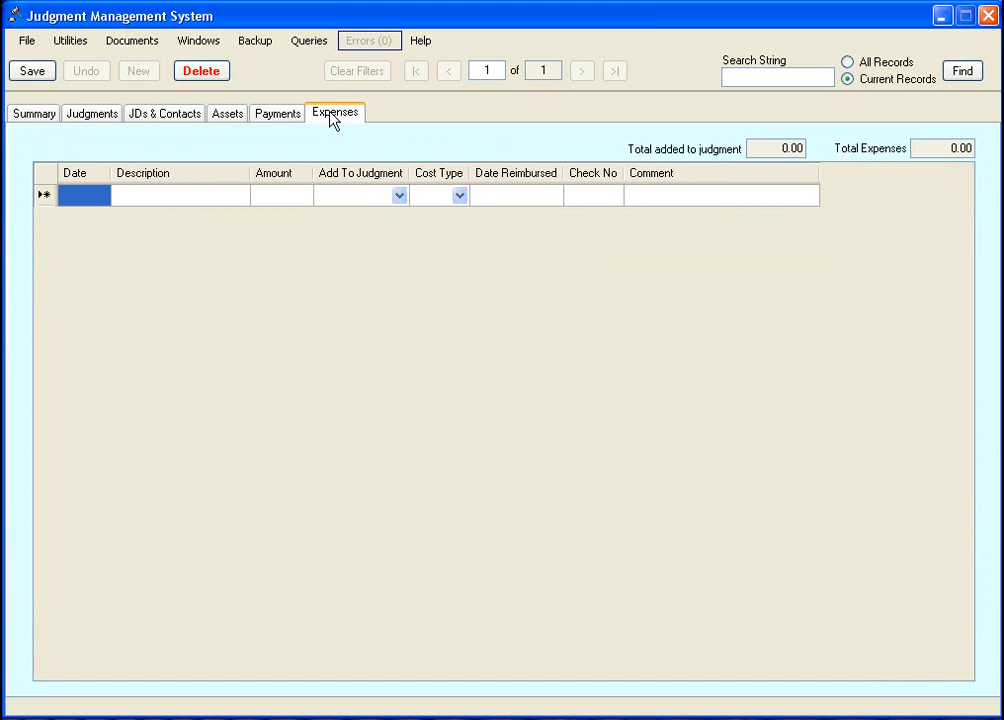 Judgment Management System
File Utilities Documents Windows Backup Queries Errors (0) Help
Save Undo New Delete Clear Filters |< < 1 of 1 > >| Search String All Records Current Records Find
Summary Judgments JDs & Contacts Assets Payments Expenses
Total added to judgment 0.00 Total Expenses 0.00
Date Description Amount Add To Judgment Cost Type Date Reimbursed Check No Comment